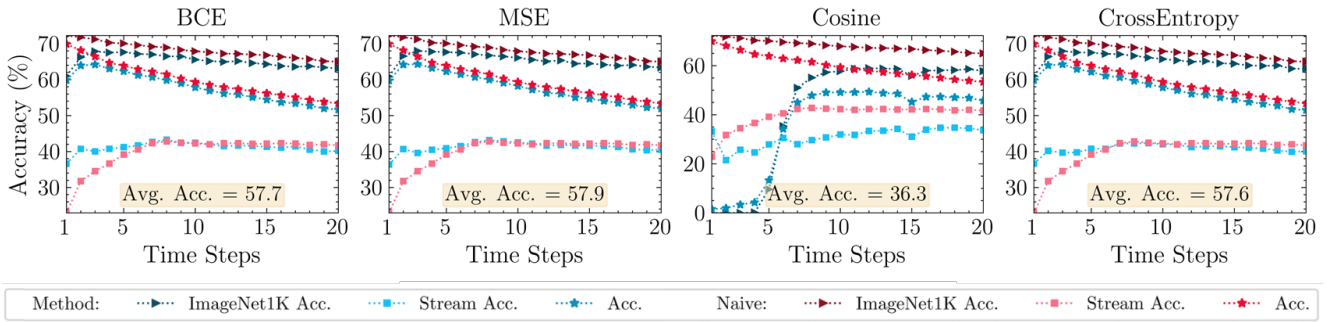 BCE
MSE
Cosine
CrossEntropy
Accuracy (%)
70
60
50
40
30
Avg. Acc. = 57.7
1
5
10
15
20
Time Steps
70
60
50
40
30
Avg. Acc. = 57.9
1
5
10
15
20
Time Steps
60
40
20
0
Avg. Acc. = 36.3
1
5
10
15
20
Time Steps
70
60
50
40
30
Avg. Acc. = 57.6
1
5
10
15
20
Time Steps
Method: ImageNet1K Acc. Stream Acc. Acc. Naive: ImageNet1K Acc. Stream Acc. Acc.